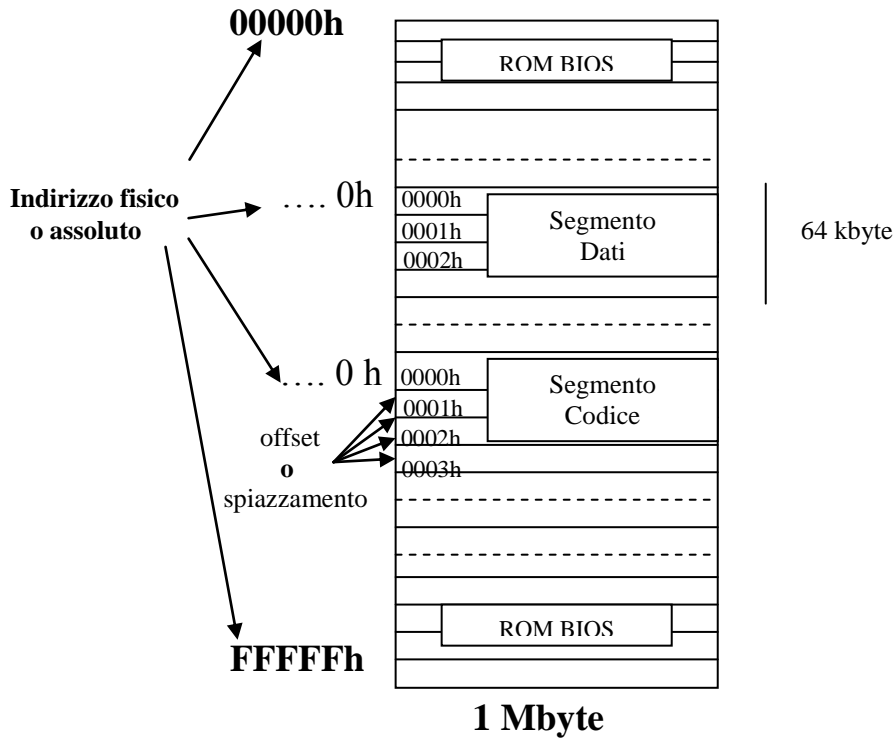 00000h
ROM BIOS
Indirizzo fisico
o assoluto
…. 0h
0000h
0001h
0002h
Segmento
Dati
64 kbyte
…. 0 h
0000h
0001h
0002h
0003h
Segmento
Codice
offset
o
spiazzamento
ROM BIOS
FFFFFh
1 Mbyte